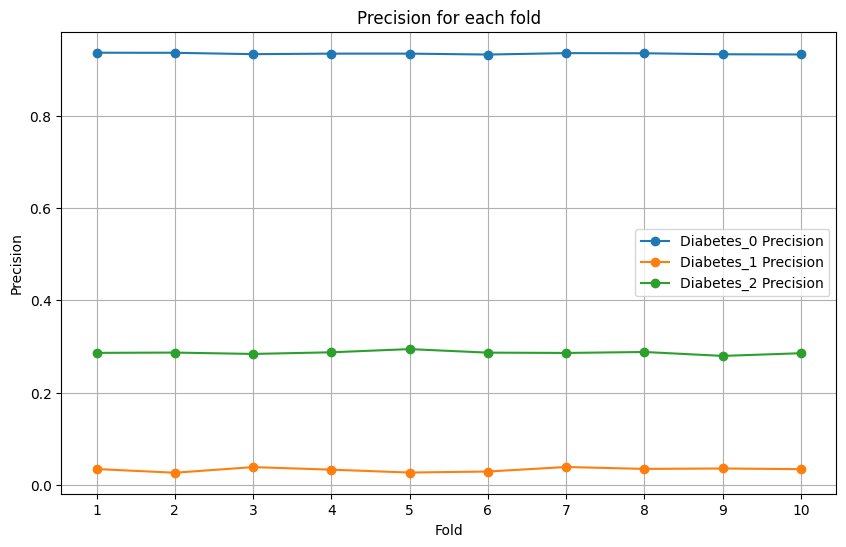 Precision for each fold
Precision
0.8
0.6
0.4
0.2
0.0
Diabetes_0 Precision
Diabetes_1 Precision
Diabetes_2 Precision
1 2 3 4 5 6 7 8 9 10
Fold